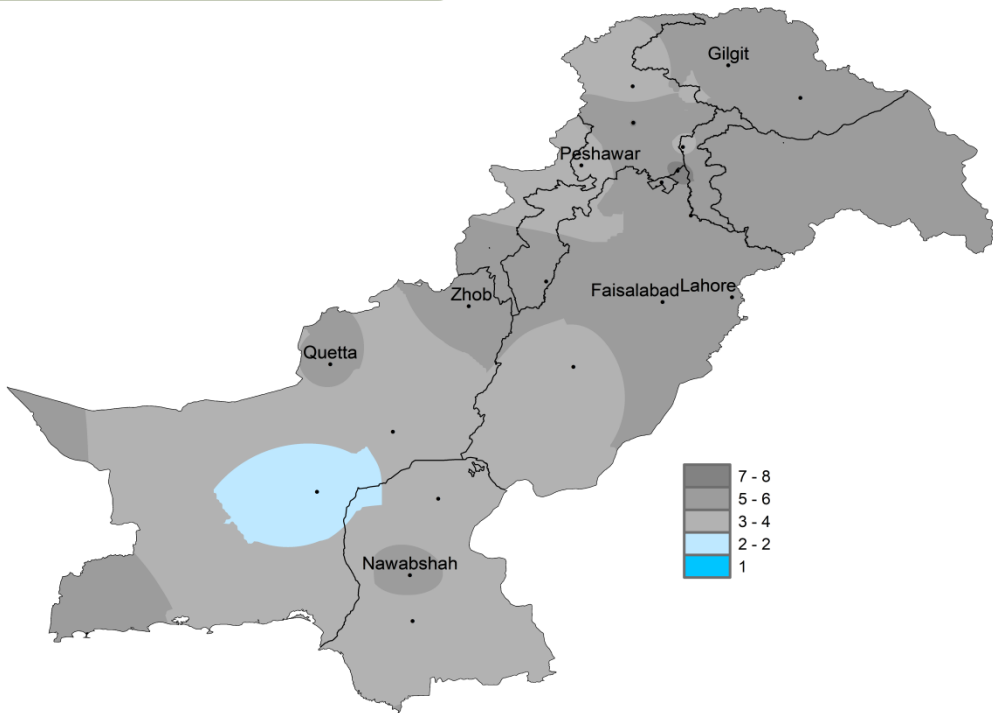 Gilgit
Peshawar
Zhob
Faisalabad
Lahore
Quetta
Nawabshah
7 - 8
5 - 6
3 - 4
2 - 2
1